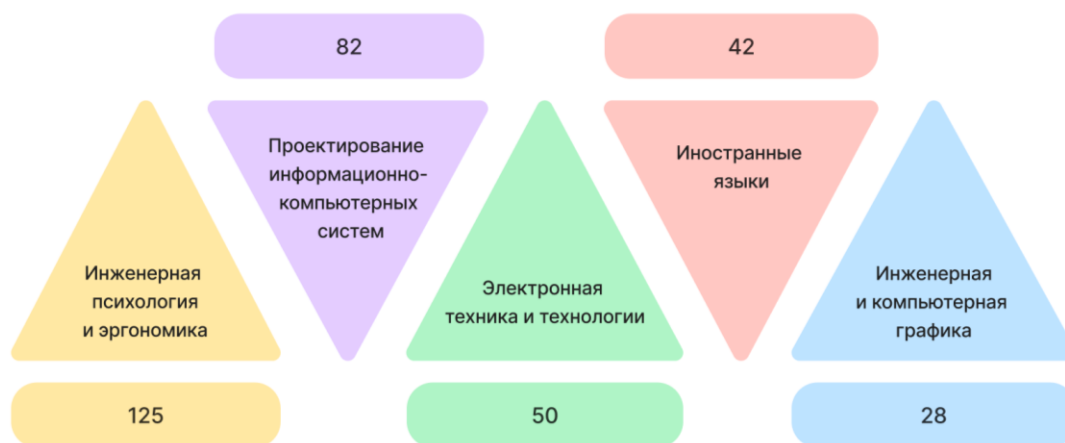 82
42
Проектирование
информационно-
компьютерных
систем
Иностранные
языки
Инженерная
психология
и эргономика
Электронная
техника и технологии
Инженерная
и компьютерная
графика
125
50
28